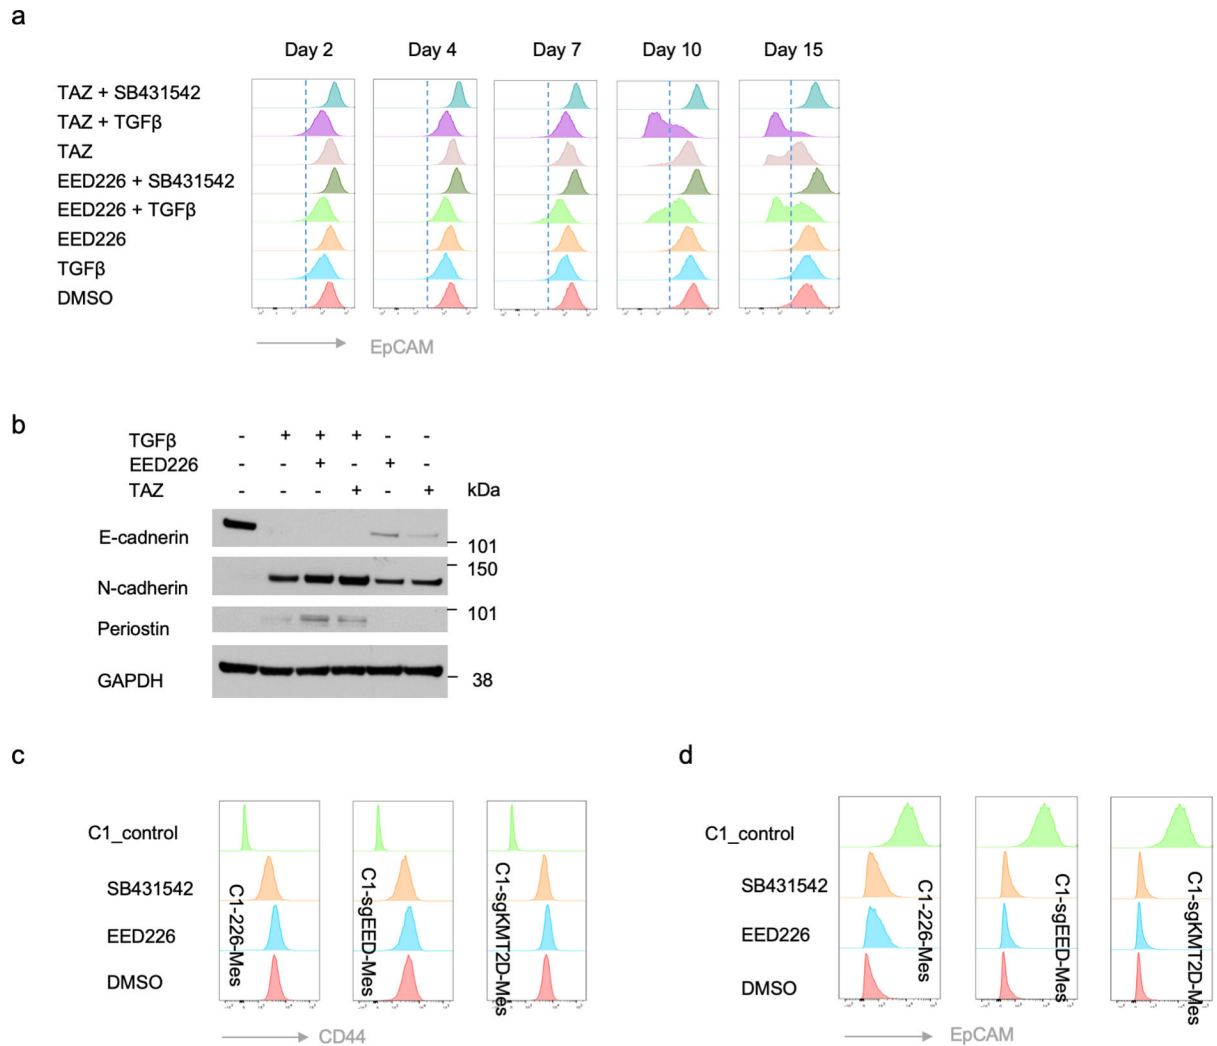 a
Day 2 Day 4 Day 7 Day 10 Day 15
TAZ + SB431542
TAZ + TGFβ
TAZ
EED226 + SB431542
EED226 + TGFβ
EED226
TGFβ
DMSO
EpCAM
b
TGFβ - + + + - -
EED226 - - + - + -
TAZ - - - + - + kDa
E-cadnerin 101
N-cadherin 150
Periostin 101
GAPDH 38
c
C1_control
SB431542
EED226
DMSO
C1-226-Mes
C1-sgEED-Mes
C1-sgKMT2D-Mes
CD44
d
C1_control
SB431542
EED226
DMSO
C1-226-Mes
C1-sgEED-Mes
C1-sgKMT2D-Mes
EpCAM